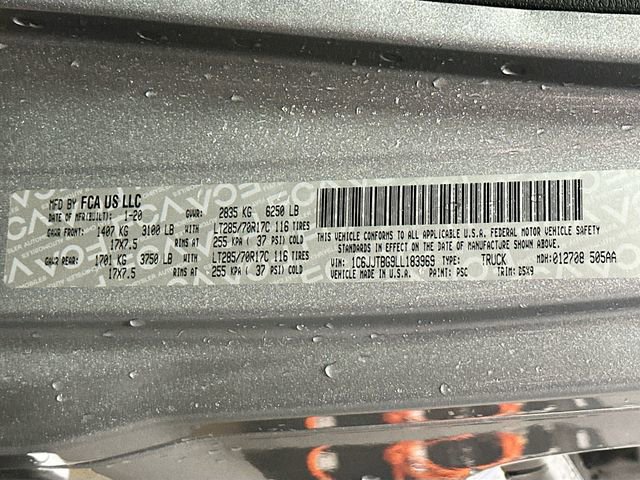 MFD BY FCA US LLC
DATE OF MFR(BUILT): 1-20 GVWR: 2835 KG 6250 LB
GAWR FRONT: 1407 KG 3100 LB WITH LT285/70R17C 116 TIRES
17X7.5 RIMS AT 255 KPA ( 37 PSI) COLD
GAWR REAR: 1701 KG 3750 LB WITH LT285/70R17C 116 TIRES
17X7.5 RIMS AT 255 KPA ( 37 PSI) COLD
THIS VEHICLE CONFORMS TO ALL APPLICABLE U.S.A. FEDERAL MOTOR VEHICLE SAFETY
STANDARDS IN EFFECT ON THE DATE OF MANUFACTURE SHOWN ABOVE.
VIN: 1C6JJTBG9LL183969 TYPE: TRUCK MDH: 012708 505AA
VEHICLE MADE IN U.S.A. PAINT: PSC TRIM: D5X9